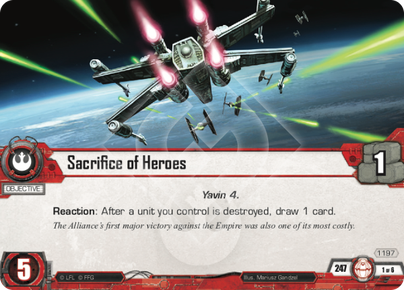 Sacrifice of Heroes
1
OBJECTIVE
Yavin 4.
Reaction: After a unit you control is destroyed, draw 1 card.
The Alliance's first major victory against the Empire was also one of its most costly.
5
© LFL © FFG
Illus. Mariusz Gandzel
247
1197
1 of 6